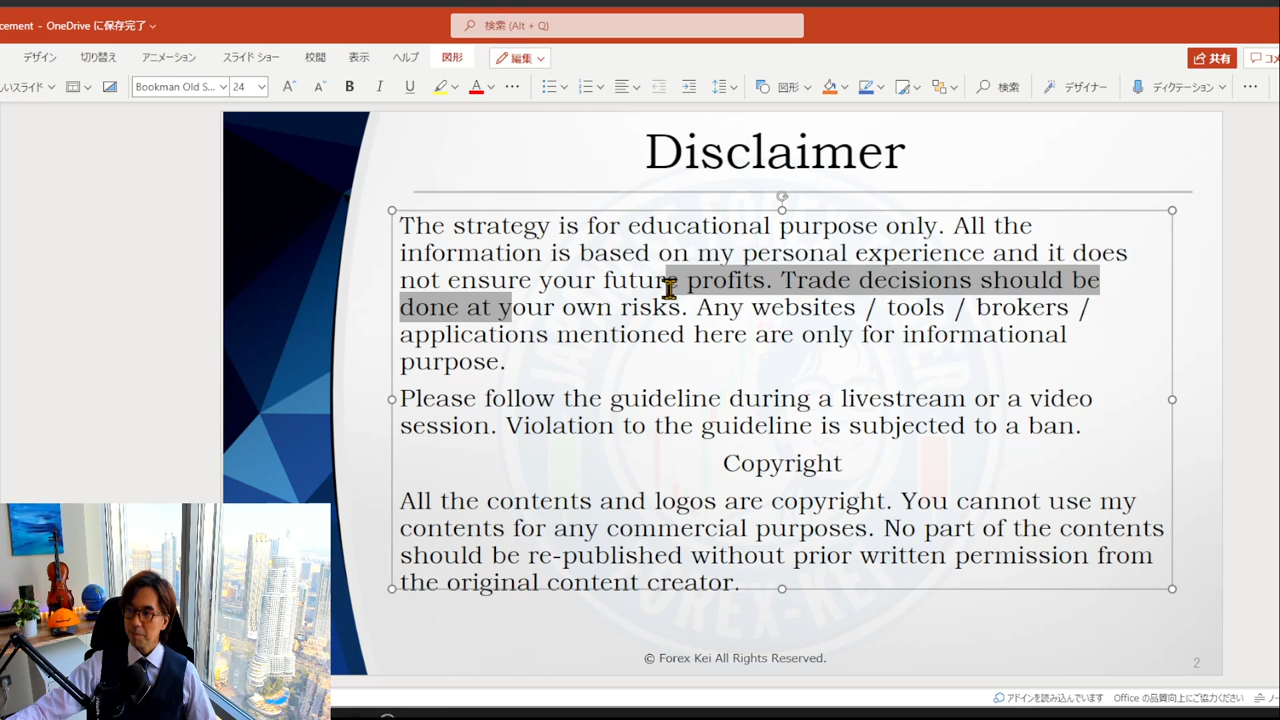 cement - OneDrive に保存完了
検索 (Alt + Q)
デザイン 切り替え アニメーション スライド ショー 校閲 表示 ヘルプ 図形 編集 共有
いスライド Bookman Old S... 24 A A B I U A 図形 検索 デザイナー ディクテーション
Disclaimer
The strategy is for educational purpose only. All the
information is based on my personal experience and it does
not ensure your future profits. Trade decisions should be
done at your own risks. Any websites / tools / brokers /
applications mentioned here are only for informational
purpose.
Please follow the guideline during a livestream or a video
session. Violation to the guideline is subjected to a ban.
Copyright
All the contents and logos are copyright. You cannot use my
contents for any commercial purposes. No part of the contents
should be re-published without prior written permission from
the original content creator.
© Forex Kei All Rights Reserved.
2
アドインを読み込んでいます Office の品質向上にご協力ください